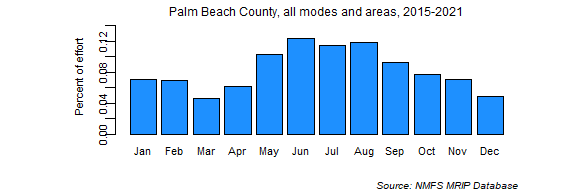 Palm Beach County, all modes and areas, 2015-2021
Percent of effort
0.12
0.08
0.04
0.00
Jan Feb Mar Apr May Jun Jul Aug Sep Oct Nov Dec
Source: NMFS MRIP Database